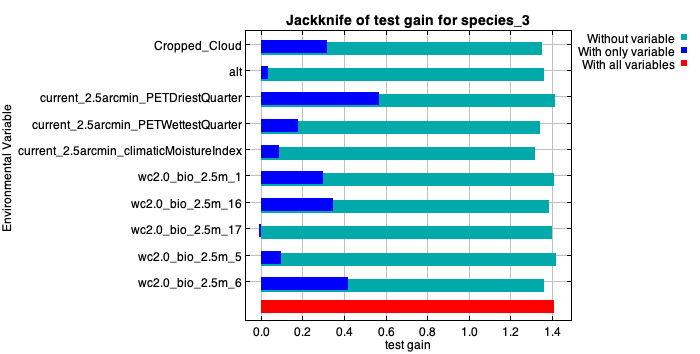 Jackknife of test gain for species_3
Without variable
With only variable
With all variables
Environmental Variable
Cropped_Cloud
alt
current_2.5arcmin_PETDriestQuarter
current_2.5arcmin_PETWettestQuarter
current_2.5arcmin_climaticMoistureIndex
wc2.0_bio_2.5m_1
wc2.0_bio_2.5m_16
wc2.0_bio_2.5m_17
wc2.0_bio_2.5m_5
wc2.0_bio_2.5m_6
0.0 0.2 0.4 0.6 0.8 1.0 1.2 1.4
test gain